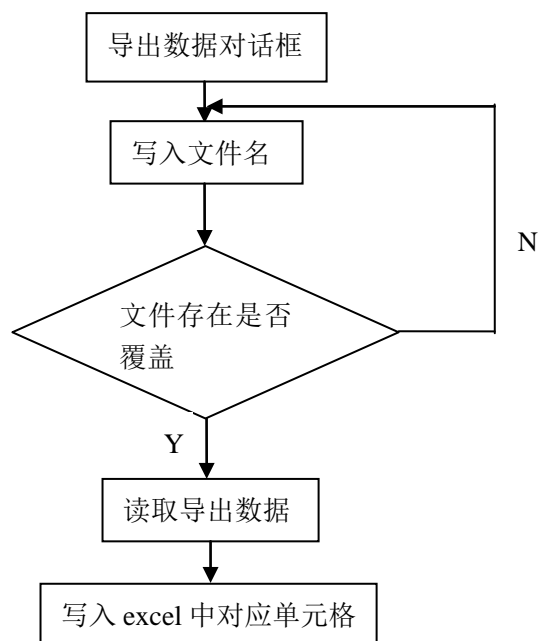 导出数据对话框
写入文件名
N
文件存在是否
覆盖
Y
读取导出数据
写入 excel 中对应单元格